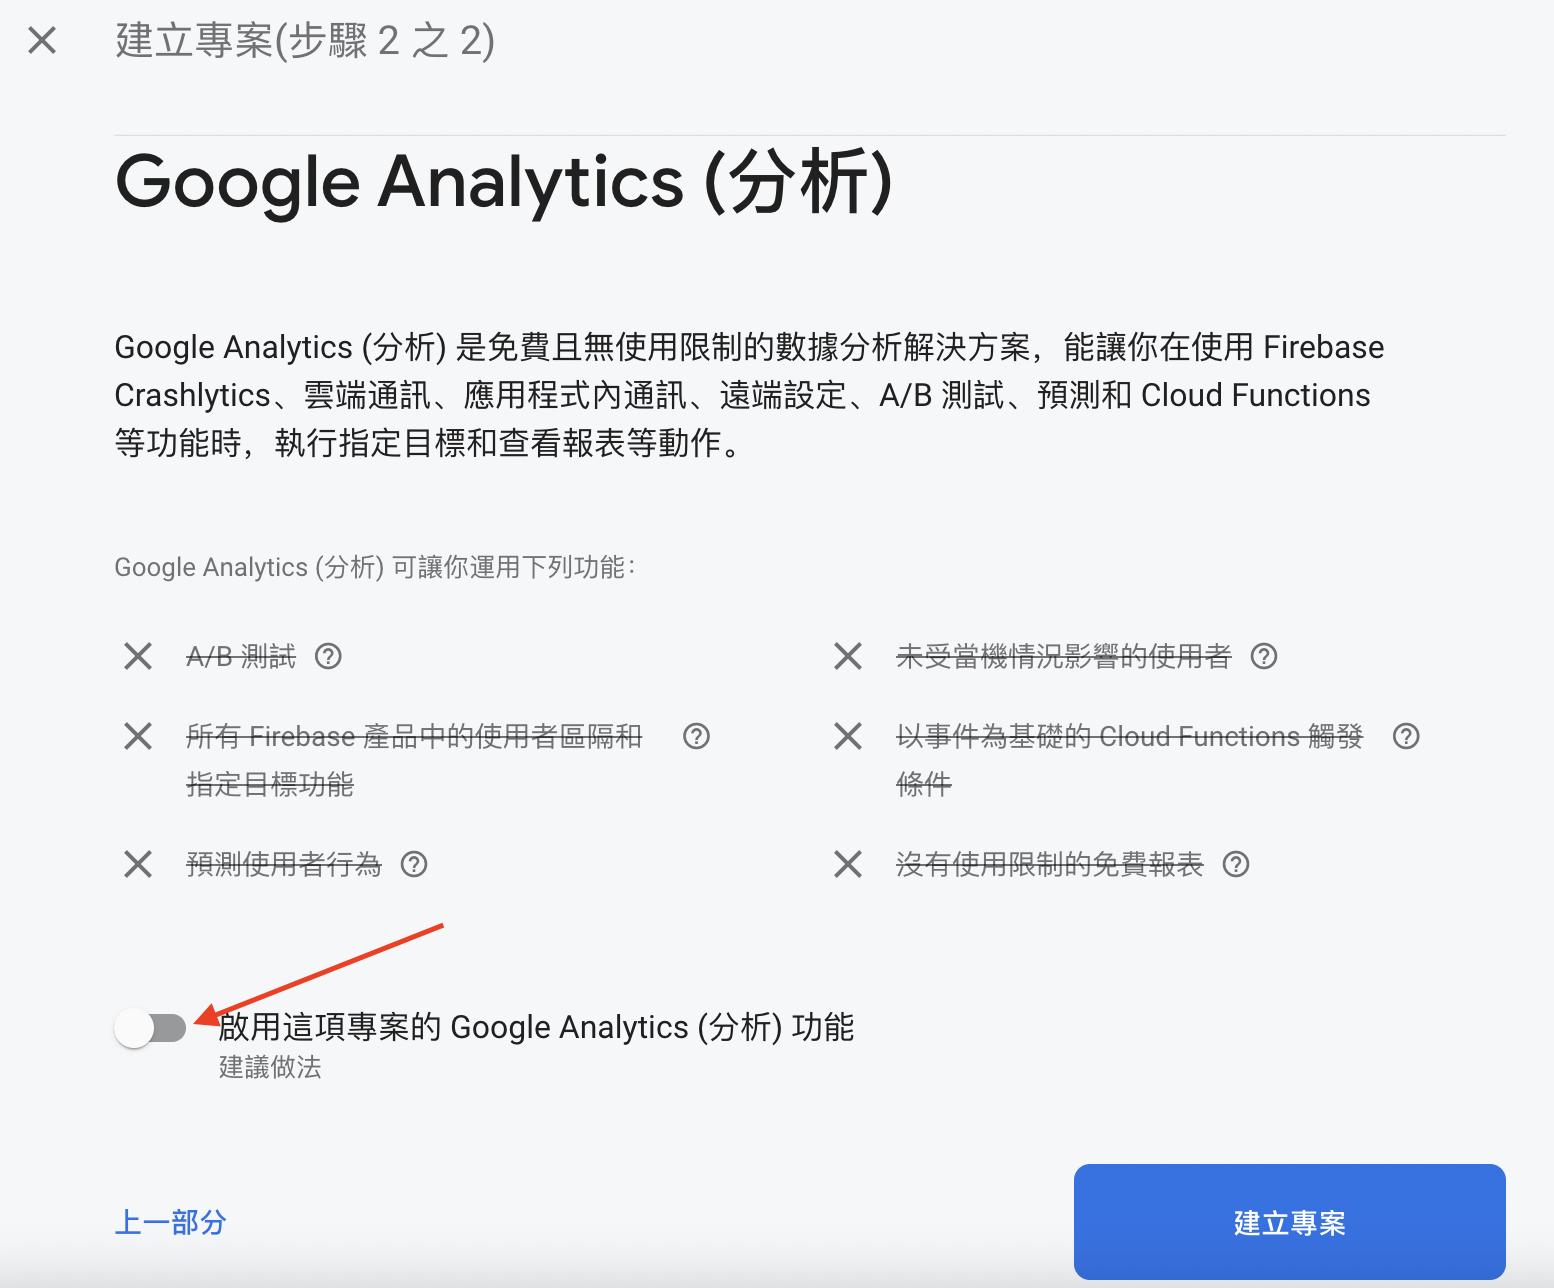 建立專案(步驟 2 之 2)
Google Analytics (分析)
Google Analytics (分析) 是免費且無使用限制的數據分析解決方案，能讓你在使用 Firebase
Crashlytics、雲端通訊、應用程式內通訊、遠端設定、A/B 測試、預測和 Cloud Functions
等功能時，執行指定目標和查看報表等動作。
Google Analytics (分析) 可讓你運用下列功能：
A/B 測試
未受當機情況影響的使用者
所有 Firebase 產品中的使用者區隔和
指定目標功能
以事件為基礎的 Cloud Functions 觸發
條件
預測使用者行為
沒有使用限制的免費報表
啟用這項專案的 Google Analytics (分析) 功能
建議做法
上一部分
建立專案